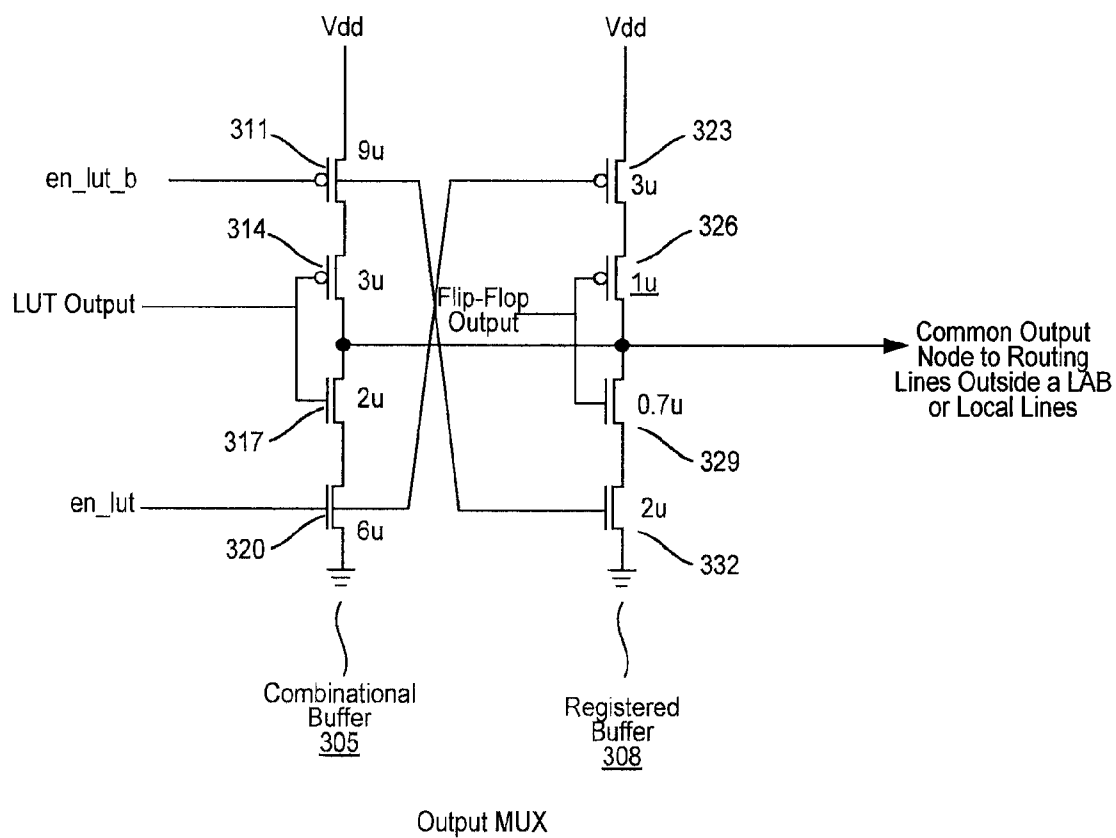 Vdd
Vdd
311
9u
323
en_lut_b
3u
314
326
3u
1u
LUT Output
Flip-Flop
Output
Common Output
Node to Routing
Lines Outside a LAB
or Local Lines
2u
0.7u
317
329
en_lut
2u
320
6u
332
Combinational
Buffer
305
Registered
Buffer
308
Output MUX